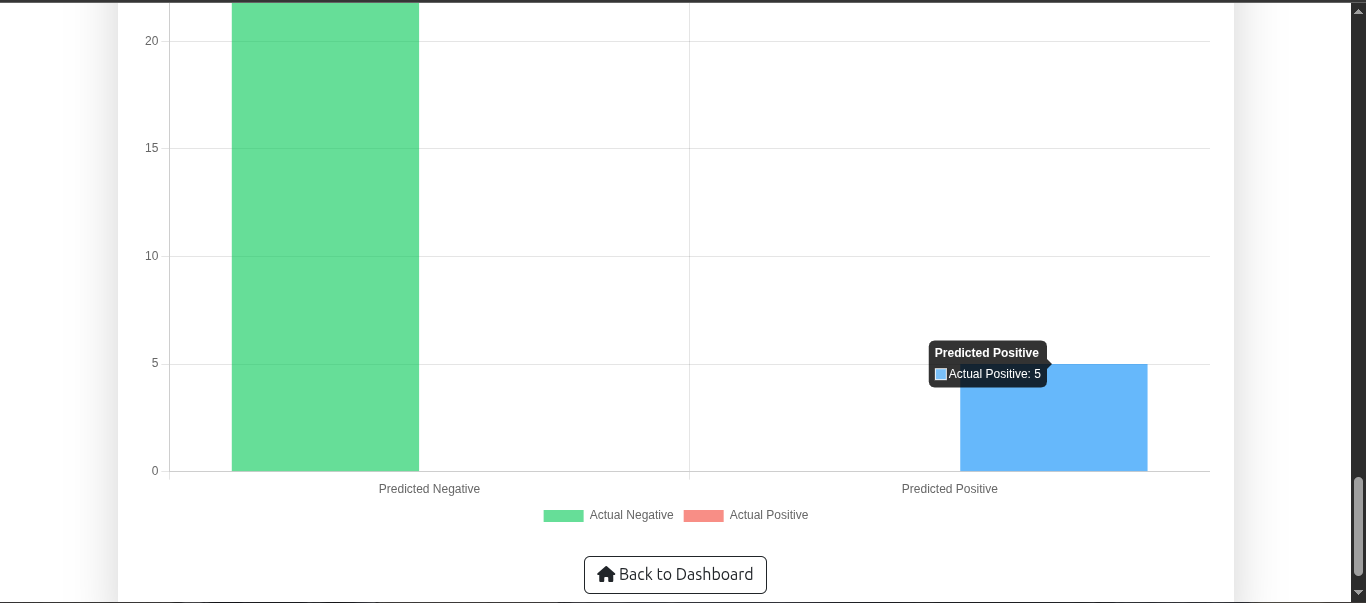 20
15
10
5
0
Predicted Positive
Actual Positive: 5
Predicted Negative
Predicted Positive
Actual Negative
Actual Positive
Back to Dashboard